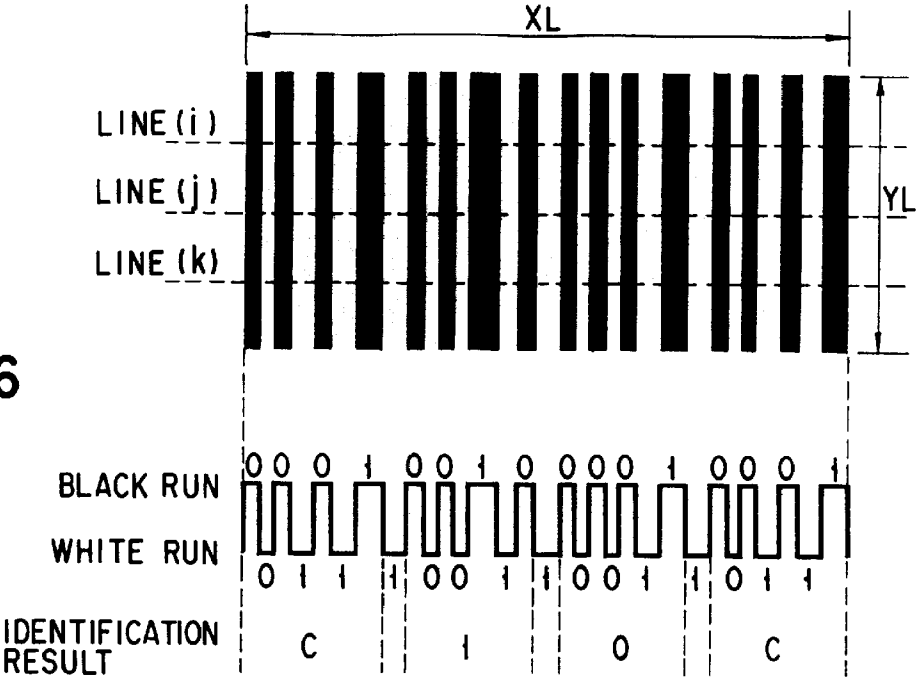 XL
LINE (i)
LINE (j)
YL
LINE (k)
6
0 0 0 1 0 0 1 0 0 0 0 1 0 0 0 1
BLACK RUN
WHITE RUN
0 1 1 1 0 0 1 1 0 0 1 1 0 1 1
IDENTIFICATION
RESULT
C 1 0 C